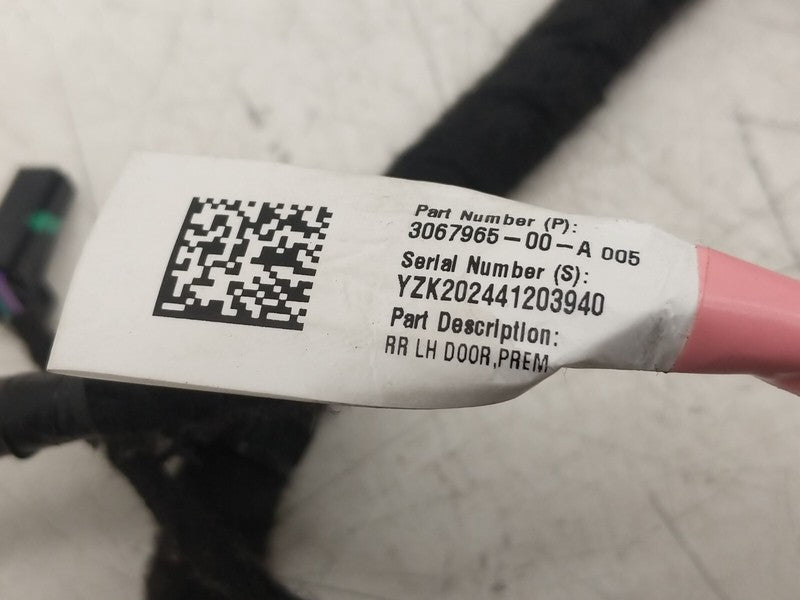 Part Number (P):
3067965-00-A 005
Serial Number (S):
YZK202441203940
Part Description:
RR LH DOOR,PREM